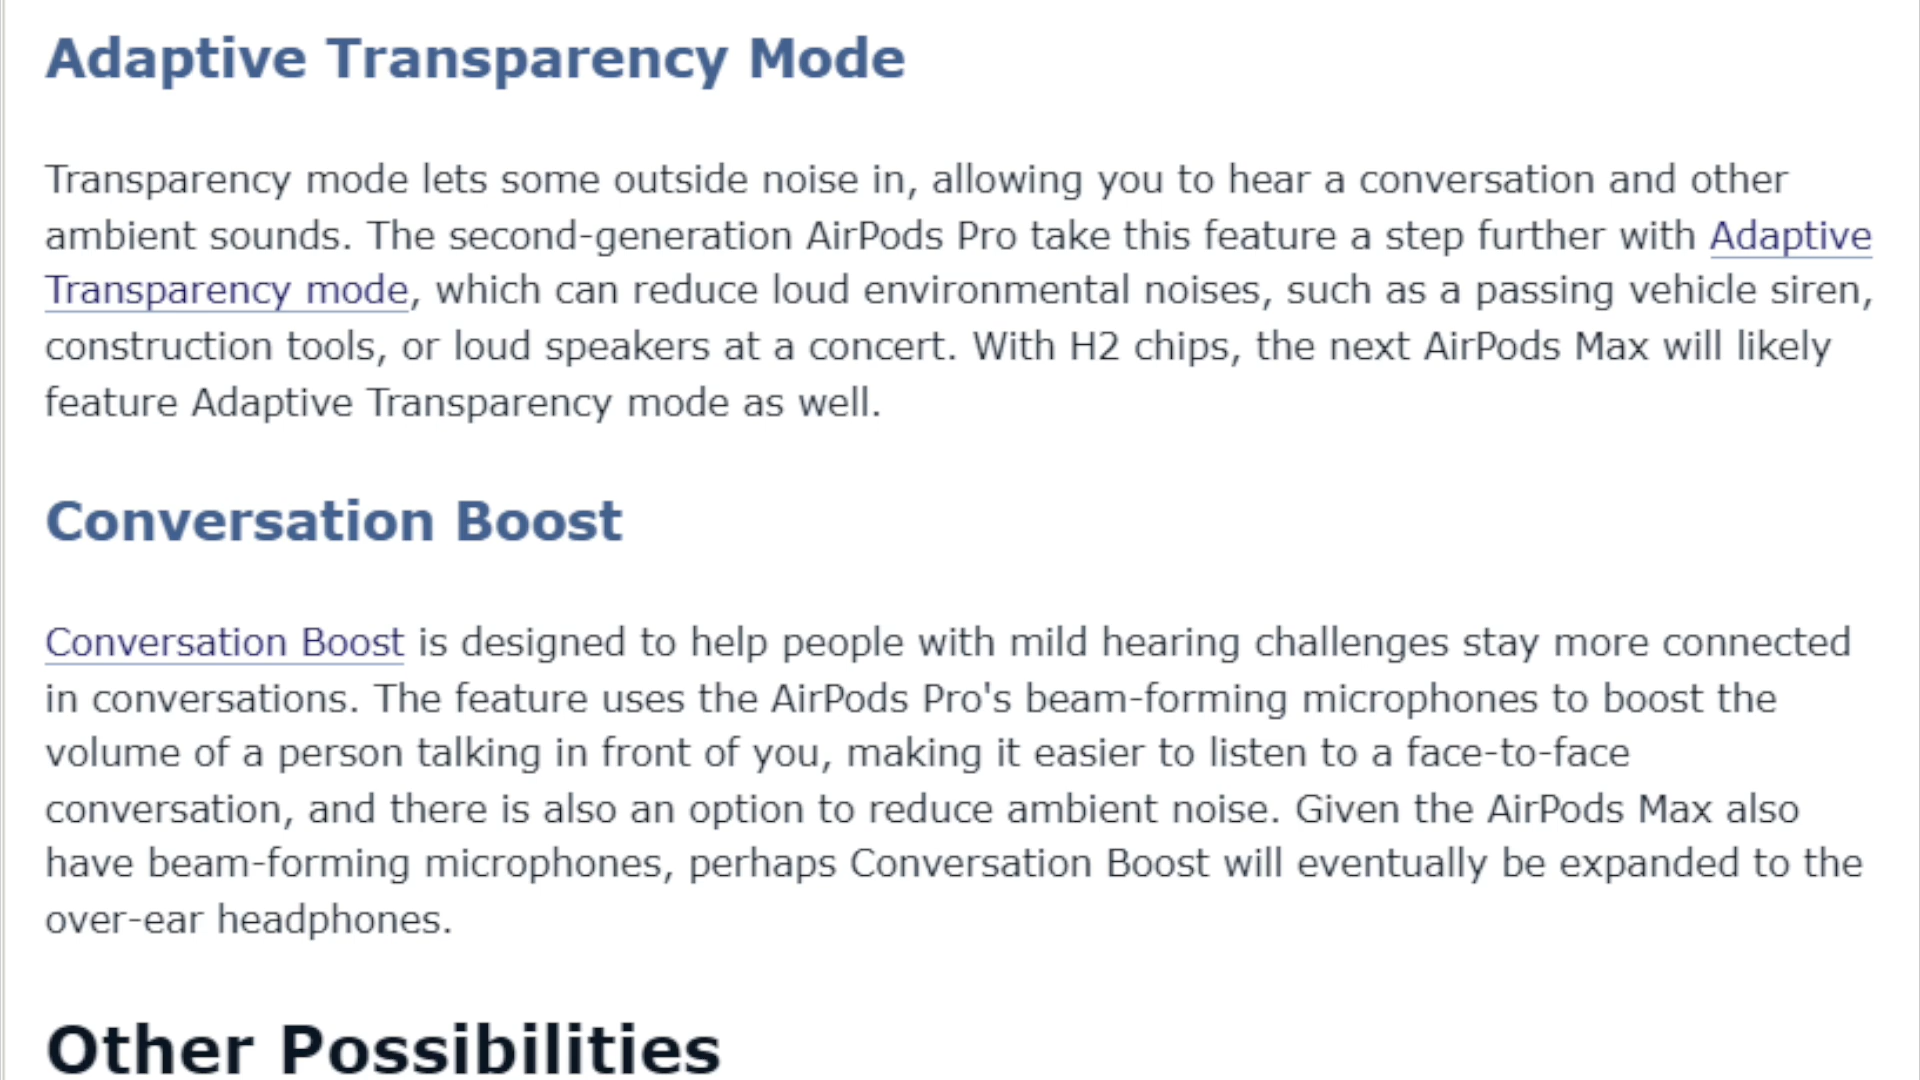 Adaptive Transparency Mode
Transparency mode lets some outside noise in, allowing you to hear a conversation and other
ambient sounds. The second-generation AirPods Pro take this feature a step further with Adaptive
Transparency mode, which can reduce loud environmental noises, such as a passing vehicle siren,
construction tools, or loud speakers at a concert. With H2 chips, the next AirPods Max will likely
feature Adaptive Transparency mode as well.
Conversation Boost
Conversation Boost is designed to help people with mild hearing challenges stay more connected
in conversations. The feature uses the AirPods Pro's beam-forming microphones to boost the
volume of a person talking in front of you, making it easier to listen to a face-to-face
conversation, and there is also an option to reduce ambient noise. Given the AirPods Max also
have beam-forming microphones, perhaps Conversation Boost will eventually be expanded to the
over-ear headphones.
Other Possibilities